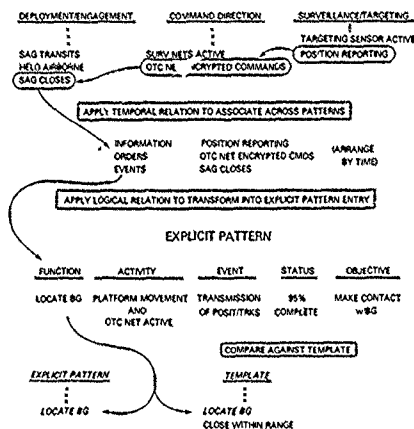 DEPLOYMENT/ENGAGEMENT COMMAND DIRECTION SURVEILLANCE/TARGETING
TARGETING SENSOR ACTIVE
SAG TRANSITS SURV NETS ACTIVE POSITION REPORTING
HELO AIRBORNE OTC NE CRYPTED COMMANDS
SAG CLOSES
APPLY TEMPORAL RELATION TO ASSOCIATE ACROSS PATTERNS
INFORMATION POSITION REPORTING (ARRANGE
ORDERS OTC NET ENCRYPTED CMDS BY TIME)
EVENTS SAG CLOSES
APPLY LOGICAL RELATION TO TRANSFORM INTO EXPLICIT PATTERN ENTRY
EXPLICIT PATTERN
FUNCTION ACTIVITY EVENT STATUS OBJECTIVE
LOCATE BG PLATFORM MOVEMENT TRANSMISSION 95% MAKE CONTACT
AND OF POSIT/TRKS COMPLETE w/BG
OTC NET ACTIVE
COMPARE AGAINST TEMPLATE
EXPLICIT PATTERN TEMPLATE
LOCATE BG LOCATE BG
CLOSE WITHIN RANGE